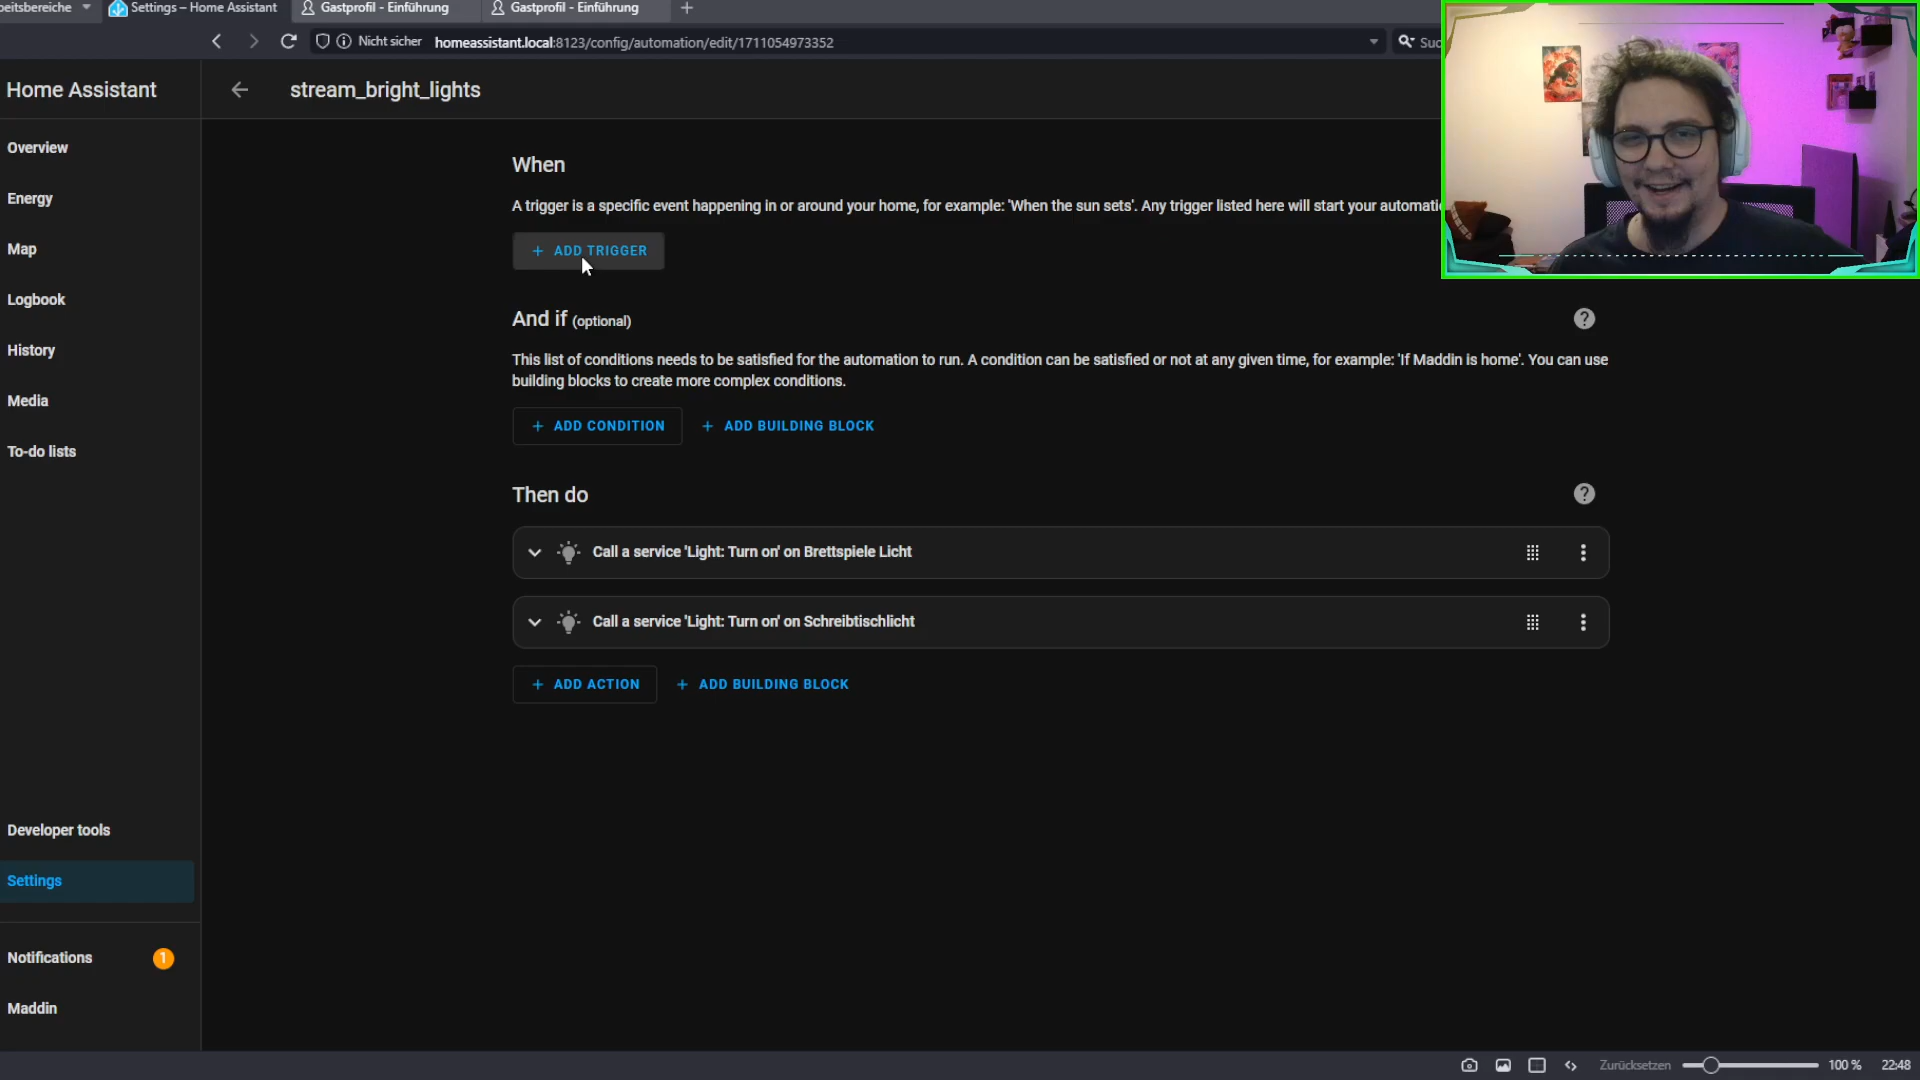 beitsbereiche
Settings – Home Assistant
Gastprofil - Einführung
Gastprofil - Einführung
Nicht sicher
homeassistant.local:8123/config/automation/edit/1711054973352
Suc
Home Assistant
stream_bright_lights
Overview
Energy
Map
Logbook
History
Media
To-do lists
Developer tools
Settings
Notifications
1
Maddin
When
A trigger is a specific event happening in or around your home, for example: 'When the sun sets'. Any trigger listed here will start your automatio
+ ADD TRIGGER
And if (optional)
This list of conditions needs to be satisfied for the automation to run. A condition can be satisfied or not at any given time, for example: 'If Maddin is home'. You can use
building blocks to create more complex conditions.
+ ADD CONDITION
+ ADD BUILDING BLOCK
Then do
Call a service 'Light: Turn on' on Brettspiele Licht
Call a service 'Light: Turn on' on Schreibtischlicht
+ ADD ACTION
+ ADD BUILDING BLOCK
Zurücksetzen
100 %
22:48